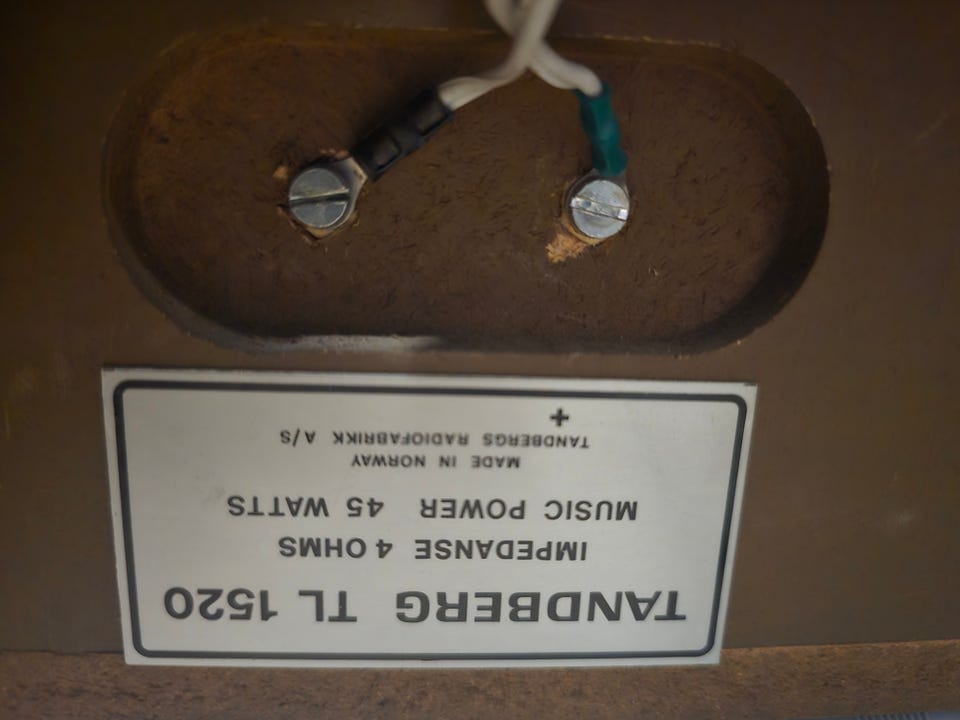 TANDBERG TL 1520
IMPEDANSE 4 OHMS
MUSIC POWER 45 WATTS
MADE IN NORWAY
TANDBERGS RADIOFABRIKK A/S
+